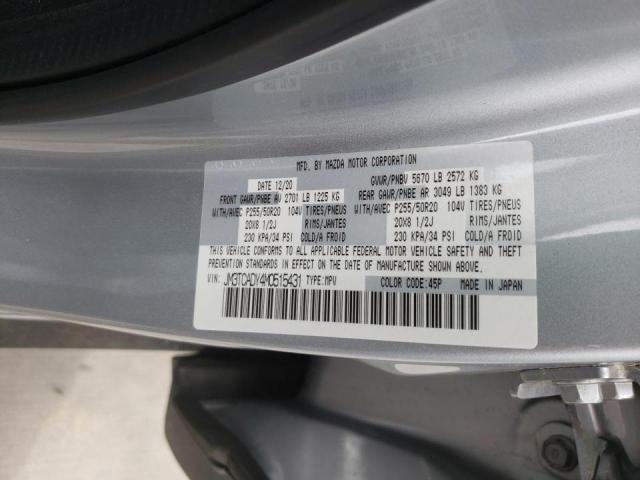 MFD. BY MAZDA MOTOR CORPORATION
DATE 12/20 GVWR/PNBV 5670 LB 2572 KG
FRONT GAWR/PNBE AV 2701 LB 1225 KG REAR GAWR/PNBE AR 3049 LB 1383 KG
WITH/AVEC P255/50R20 104V TIRES/PNEUS WITH/AVEC P255/50R20 104V TIRES/PNEUS
20X8 1/2J RIMS/JANTES 20X8 1/2J RIMS/JANTES
230 KPA/34 PSI COLD/A FROID 230 KPA/34 PSI COLD/A FROID
THIS VEHICLE CONFORMS TO ALL APPLICABLE FEDERAL MOTOR VEHICLE SAFETY AND THEFT
PREVENTION STANDARDS IN EFFECT ON THE DATE OF MANUFACTURE SHOWN ABOVE.
VIN: JM3TCADY4M0515431 TYPE:MPV COLOR CODE:45P MADE IN JAPAN